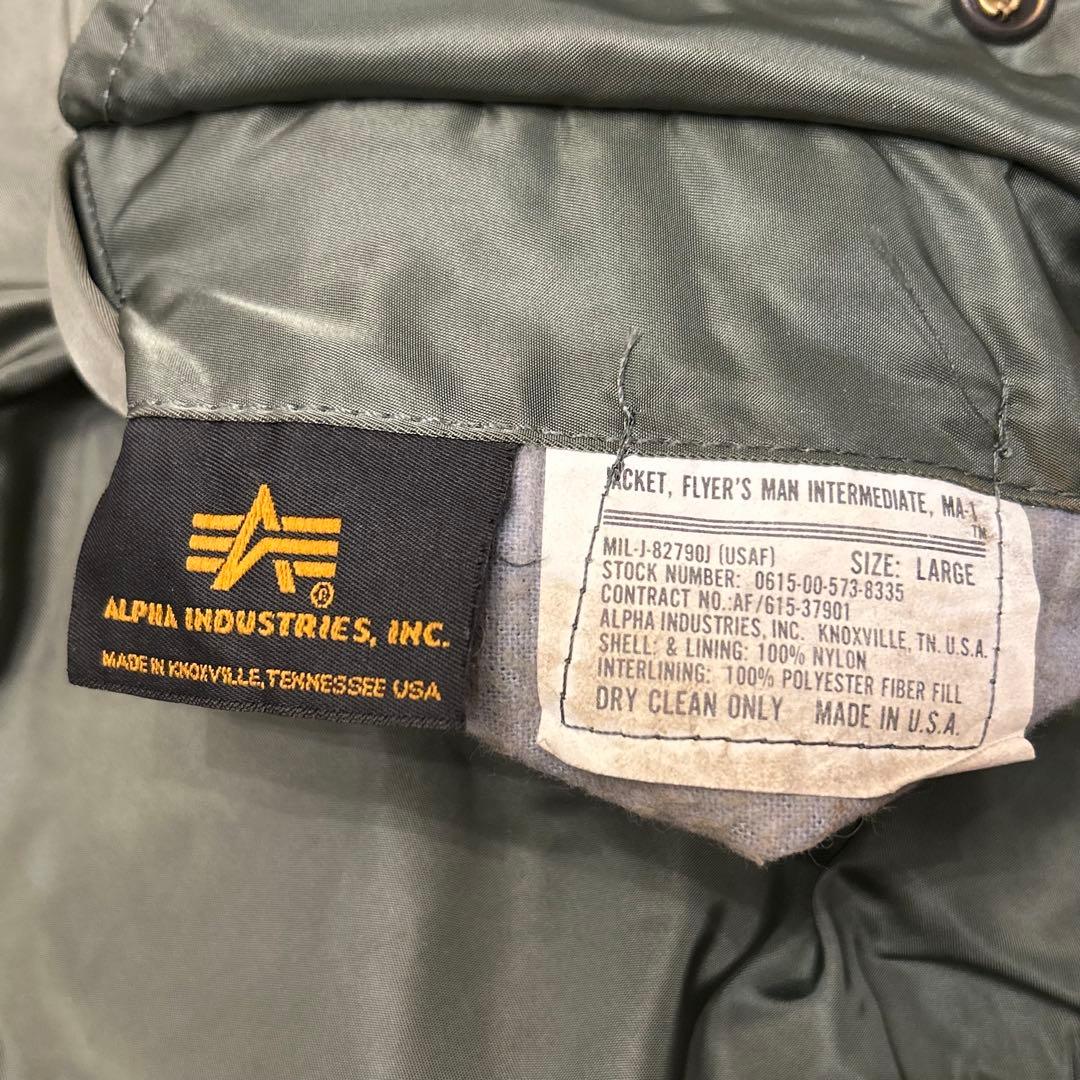 ALPHA INDUSTRIES, INC.
MADE IN KNOXVILLE, TENNESSEE USA
JACKET, FLYER'S MAN INTERMEDIATE, MA-1
TM
MIL-J-82790J (USAF) SIZE: LARGE
STOCK NUMBER: 0615-00-573-8335
CONTRACT NO.:AF/615-37901
ALPHA INDUSTRIES, INC. KNOXVILLE, TN. U.S.A.
SHELL: & LINING: 100% NYLON
INTERLINING: 100% POLYESTER FIBER FILL
DRY CLEAN ONLY MADE IN U.S.A.